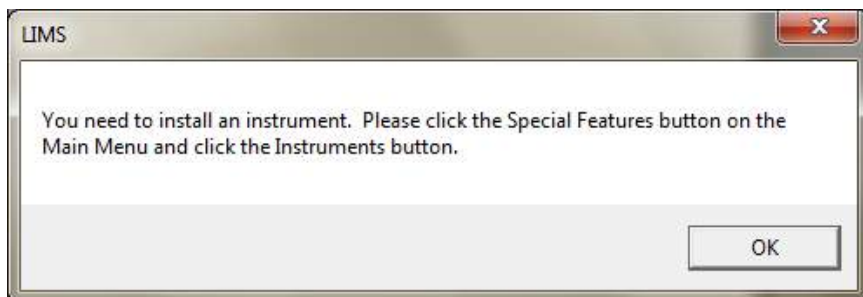 LIMS
You need to install an instrument.  Please click the Special Features button on the
Main Menu and click the Instruments button.
OK